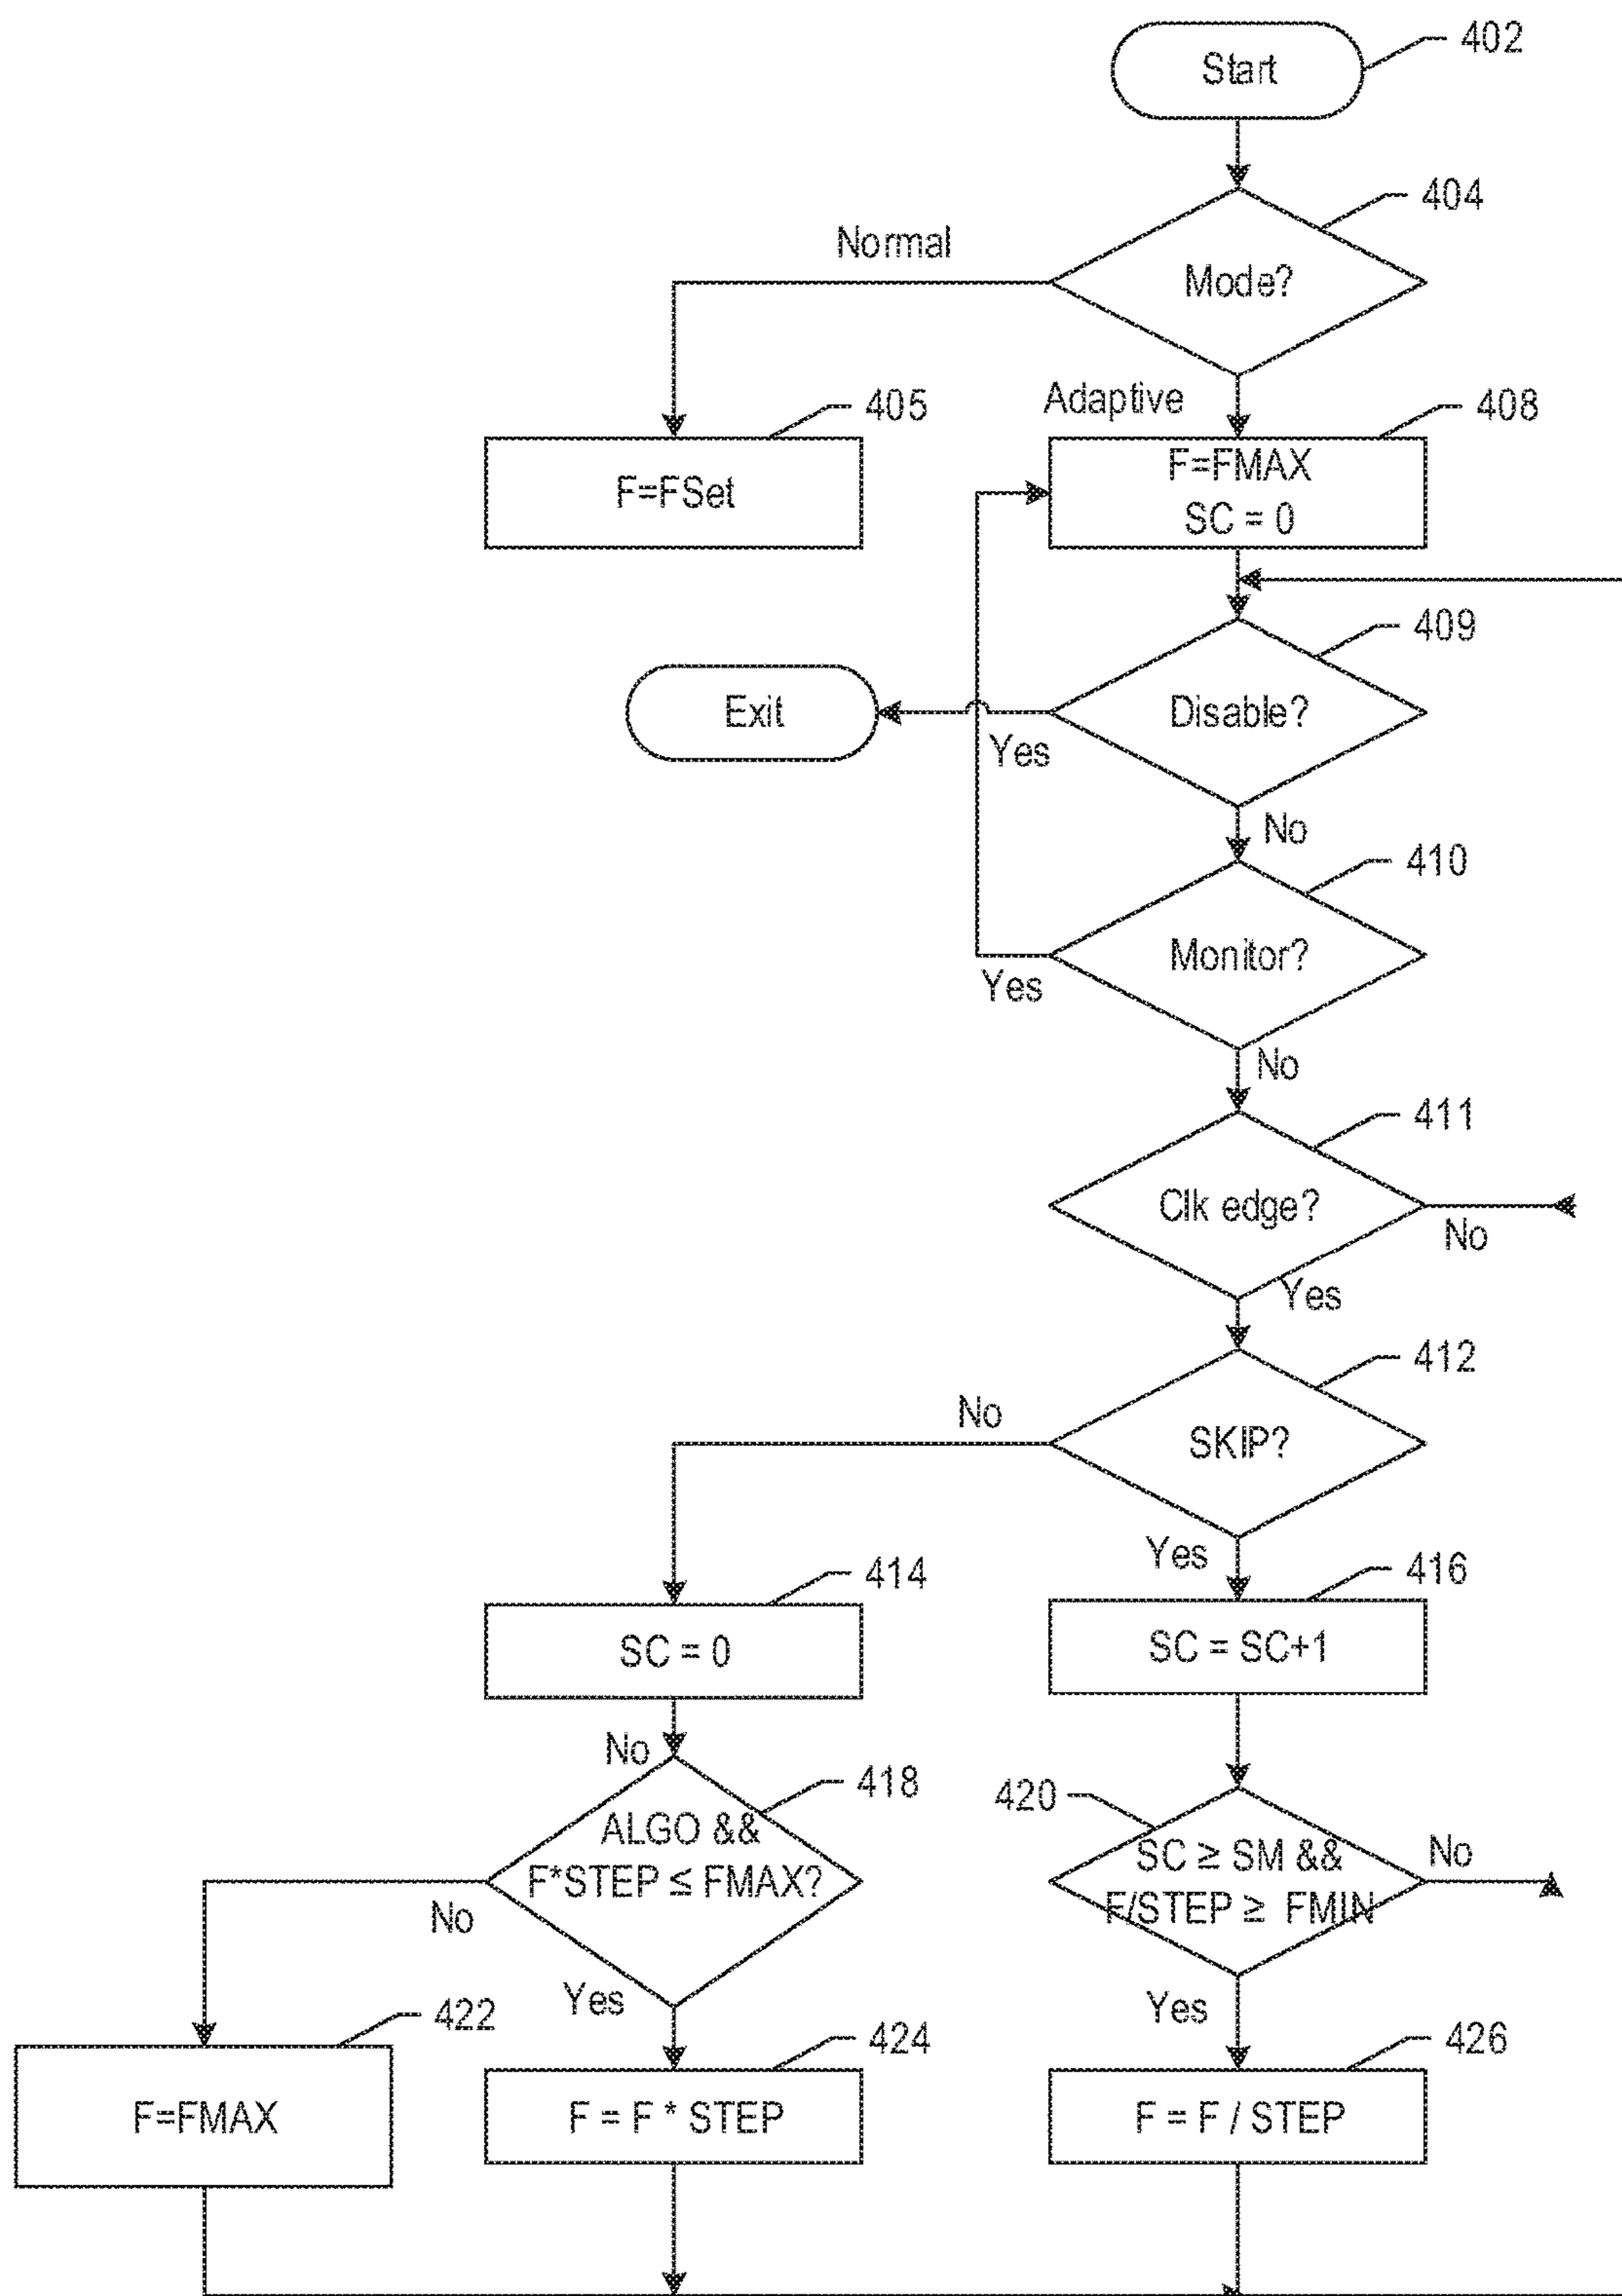 Start
402
404
Normal
Mode?
Adaptive
405
408
F=FSet
F=FMAX
SC = 0
409
Exit
Disable?
Yes
No
410
Monitor?
Yes
No
411
Clk edge?
No
Yes
412
No
SKIP?
Yes
414
416
SC = 0
SC = SC+1
No
418
420
ALGO &&
F*STEP ≤ FMAX?
SC ≥ SM &&
F/STEP ≥ FMIN
No
No
Yes
Yes
422
424
426
F=FMAX
F = F * STEP
F = F / STEP